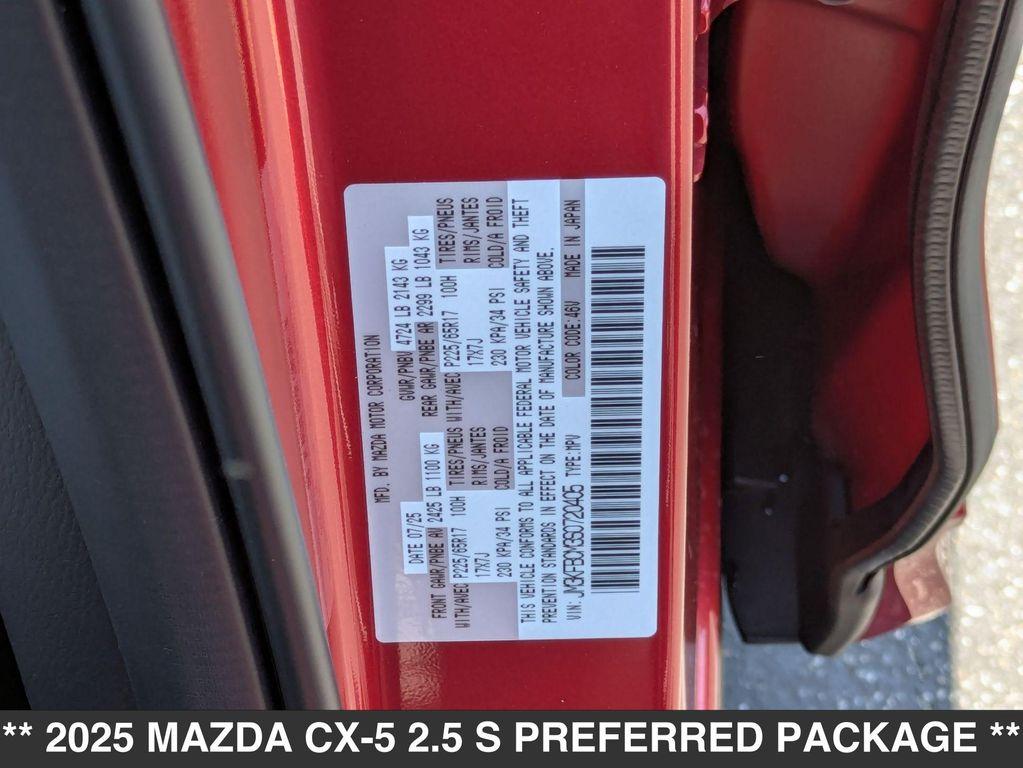 MFD. BY MAZDA MOTOR CORPORATION
DATE 07/25 GVWR/PNBV 4724 LB 2143 KG
FRONT GAWR/PNBE AV 2425 LB 1100 KG REAR GAWR/PNBE AR 2299 LB 1043 KG
WITH/AVEC P225/65R17 100H TIRES/PNEUS WITH/AVEC P225/65R17 100H TIRES/PNEUS
17X7J RIMS/JANTES 17X7J RIMS/JANTES
230 KPA/34 PSI COLD/A FROID 230 KPA/34 PSI COLD/A FROID
THIS VEHICLE CONFORMS TO ALL APPLICABLE FEDERAL MOTOR VEHICLE SAFETY AND THEFT
PREVENTION STANDARDS IN EFFECT ON THE DATE OF MANUFACTURE SHOWN ABOVE.
VIN: TYPE:MPV COLOR CODE:46V MADE IN JAPAN
** 2025 MAZDA CX-5 2.5 S PREFERRED PACKAGE **